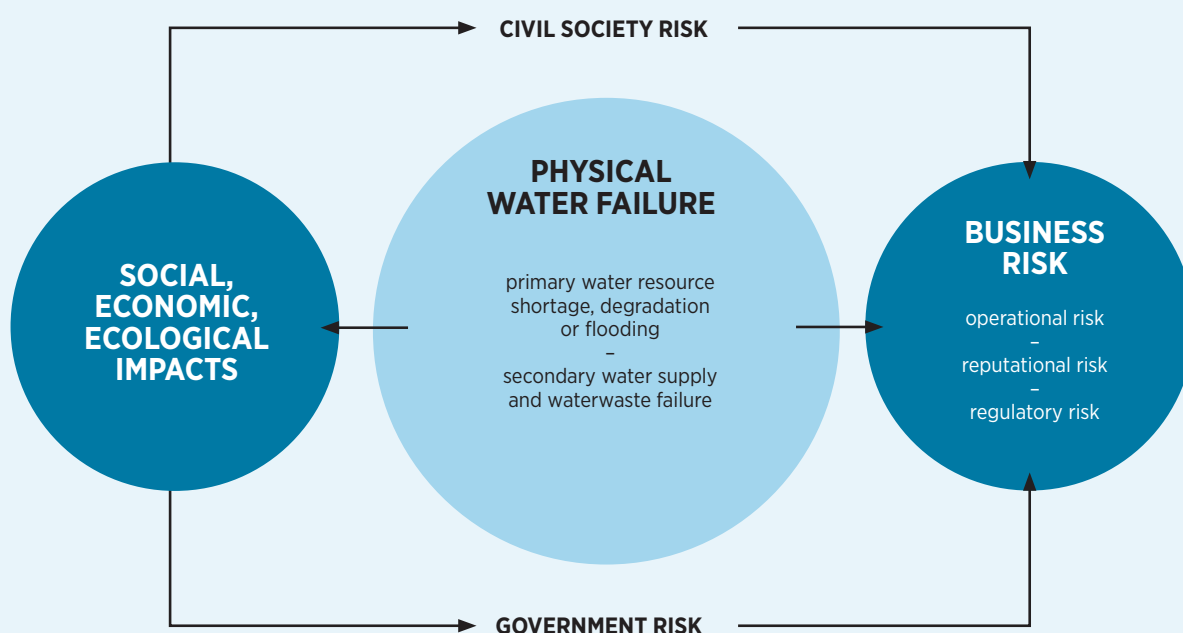 CIVIL SOCIETY RISK
SOCIAL,
ECONOMIC,
ECOLOGICAL
IMPACTS
PHYSICAL
WATER FAILURE
primary water resource
shortage, degradation
or flooding
–
secondary water supply
and waterwaste failure
BUSINESS
RISK
operational risk
–
reputational risk
–
regulatory risk
GOVERNMENT RISK